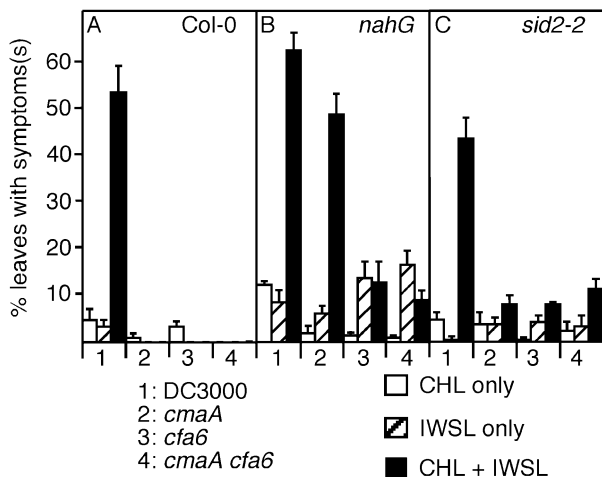 A Col-0 B nahG C sid2-2
% leaves with symptoms(s)
60
50
40
30
20
10
1 2 3 4 1 2 3 4 1 2 3 4
1: DC3000
2: cmaA
3: cfa6
4: cmaA cfa6
CHL only
IWSL only
CHL + IWSL